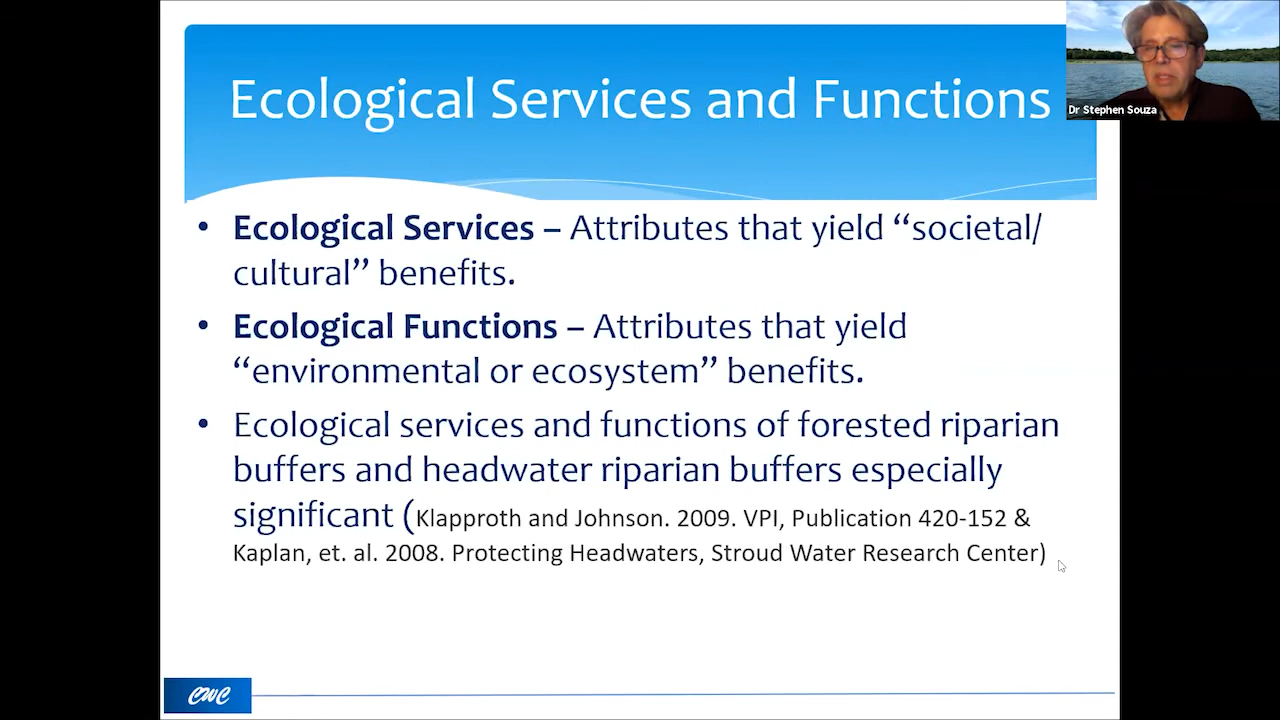 Ecological Services and Functions
Dr Stephen Souza
• Ecological Services – Attributes that yield “societal/
cultural” benefits.
• Ecological Functions – Attributes that yield
“environmental or ecosystem” benefits.
• Ecological services and functions of forested riparian
buffers and headwater riparian buffers especially
significant (Klapproth and Johnson. 2009. VPI, Publication 420-152 &
Kaplan, et. al. 2008. Protecting Headwaters, Stroud Water Research Center)
CWC